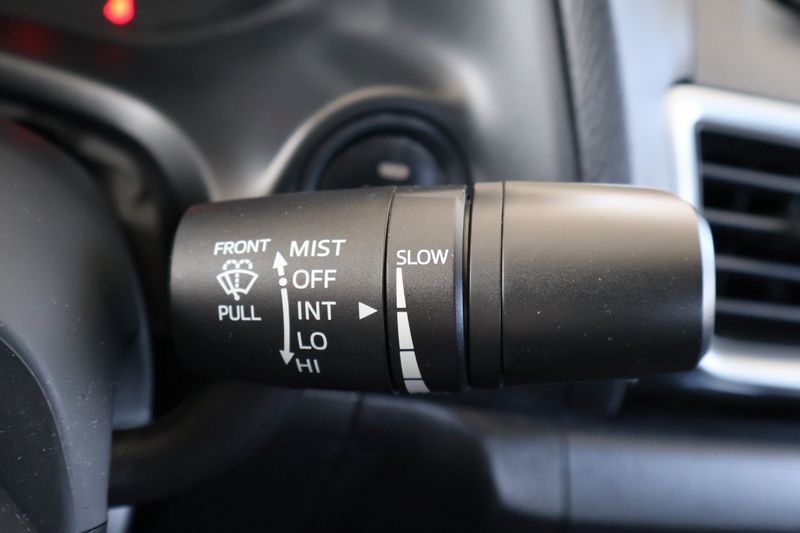 FRONT
PULL
MIST
OFF
INT
LO
HI
SLOW